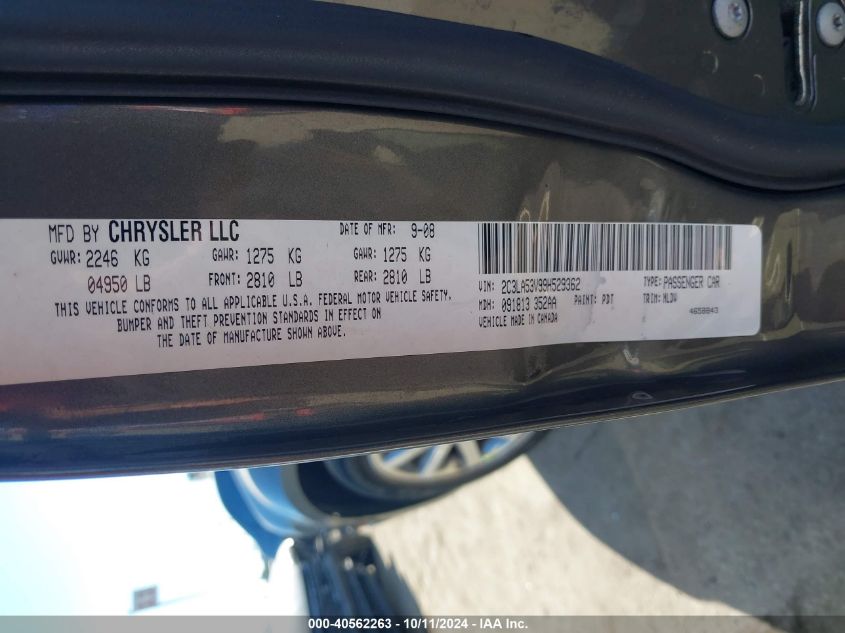 MFD BY CHRYSLER LLC DATE OF MFR: 9-08
GVWR: 2246 KG GAWR: 1275 KG GAWR: 1275 KG
04950 LB FRONT: 2810 LB REAR: 2810 LB
THIS VEHICLE CONFORMS TO ALL APPLICABLE U.S.A. FEDERAL MOTOR VEHICLE SAFETY,
BUMPER AND THEFT PREVENTION STANDARDS IN EFFECT ON
THE DATE OF MANUFACTURE SHOWN ABOVE.
VIN: 2C3LA53V99H529362 TYPE: PASSENGER CAR
MDH: 091813 352AA PAINT: PDT TRIM: NLDV
VEHICLE MADE IN CANADA 4658843
000-40562263 - 10/11/2024 - IAA Inc.